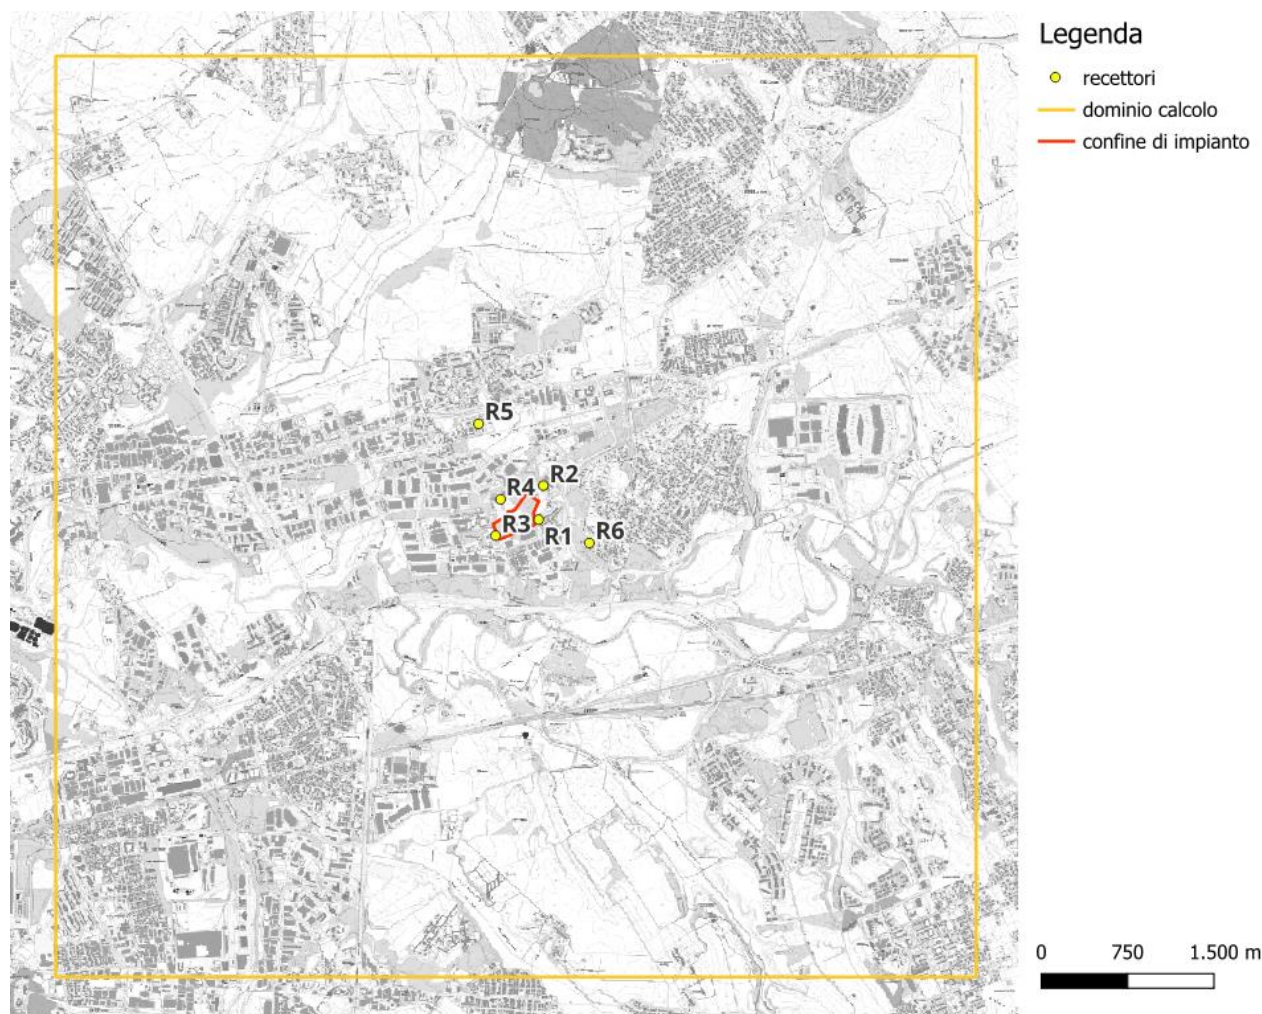 Legenda
recettori
dominio calcolo
confine di impianto
R5
R2
R4
R3
R1
R6
0 750 1.500 m